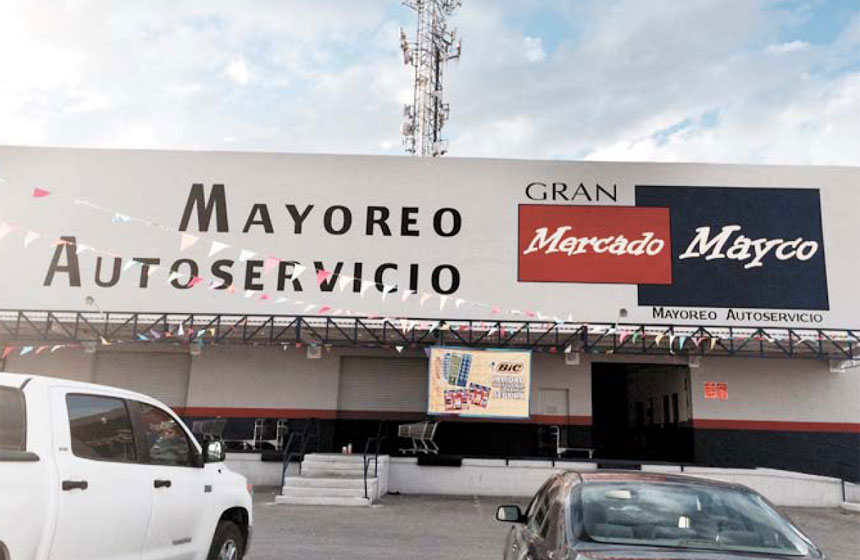 MAYOREO
AUTOSERVICIO
GRAN
Mercado Mayco
MAYOREO AUTOSERVICIO
BIC